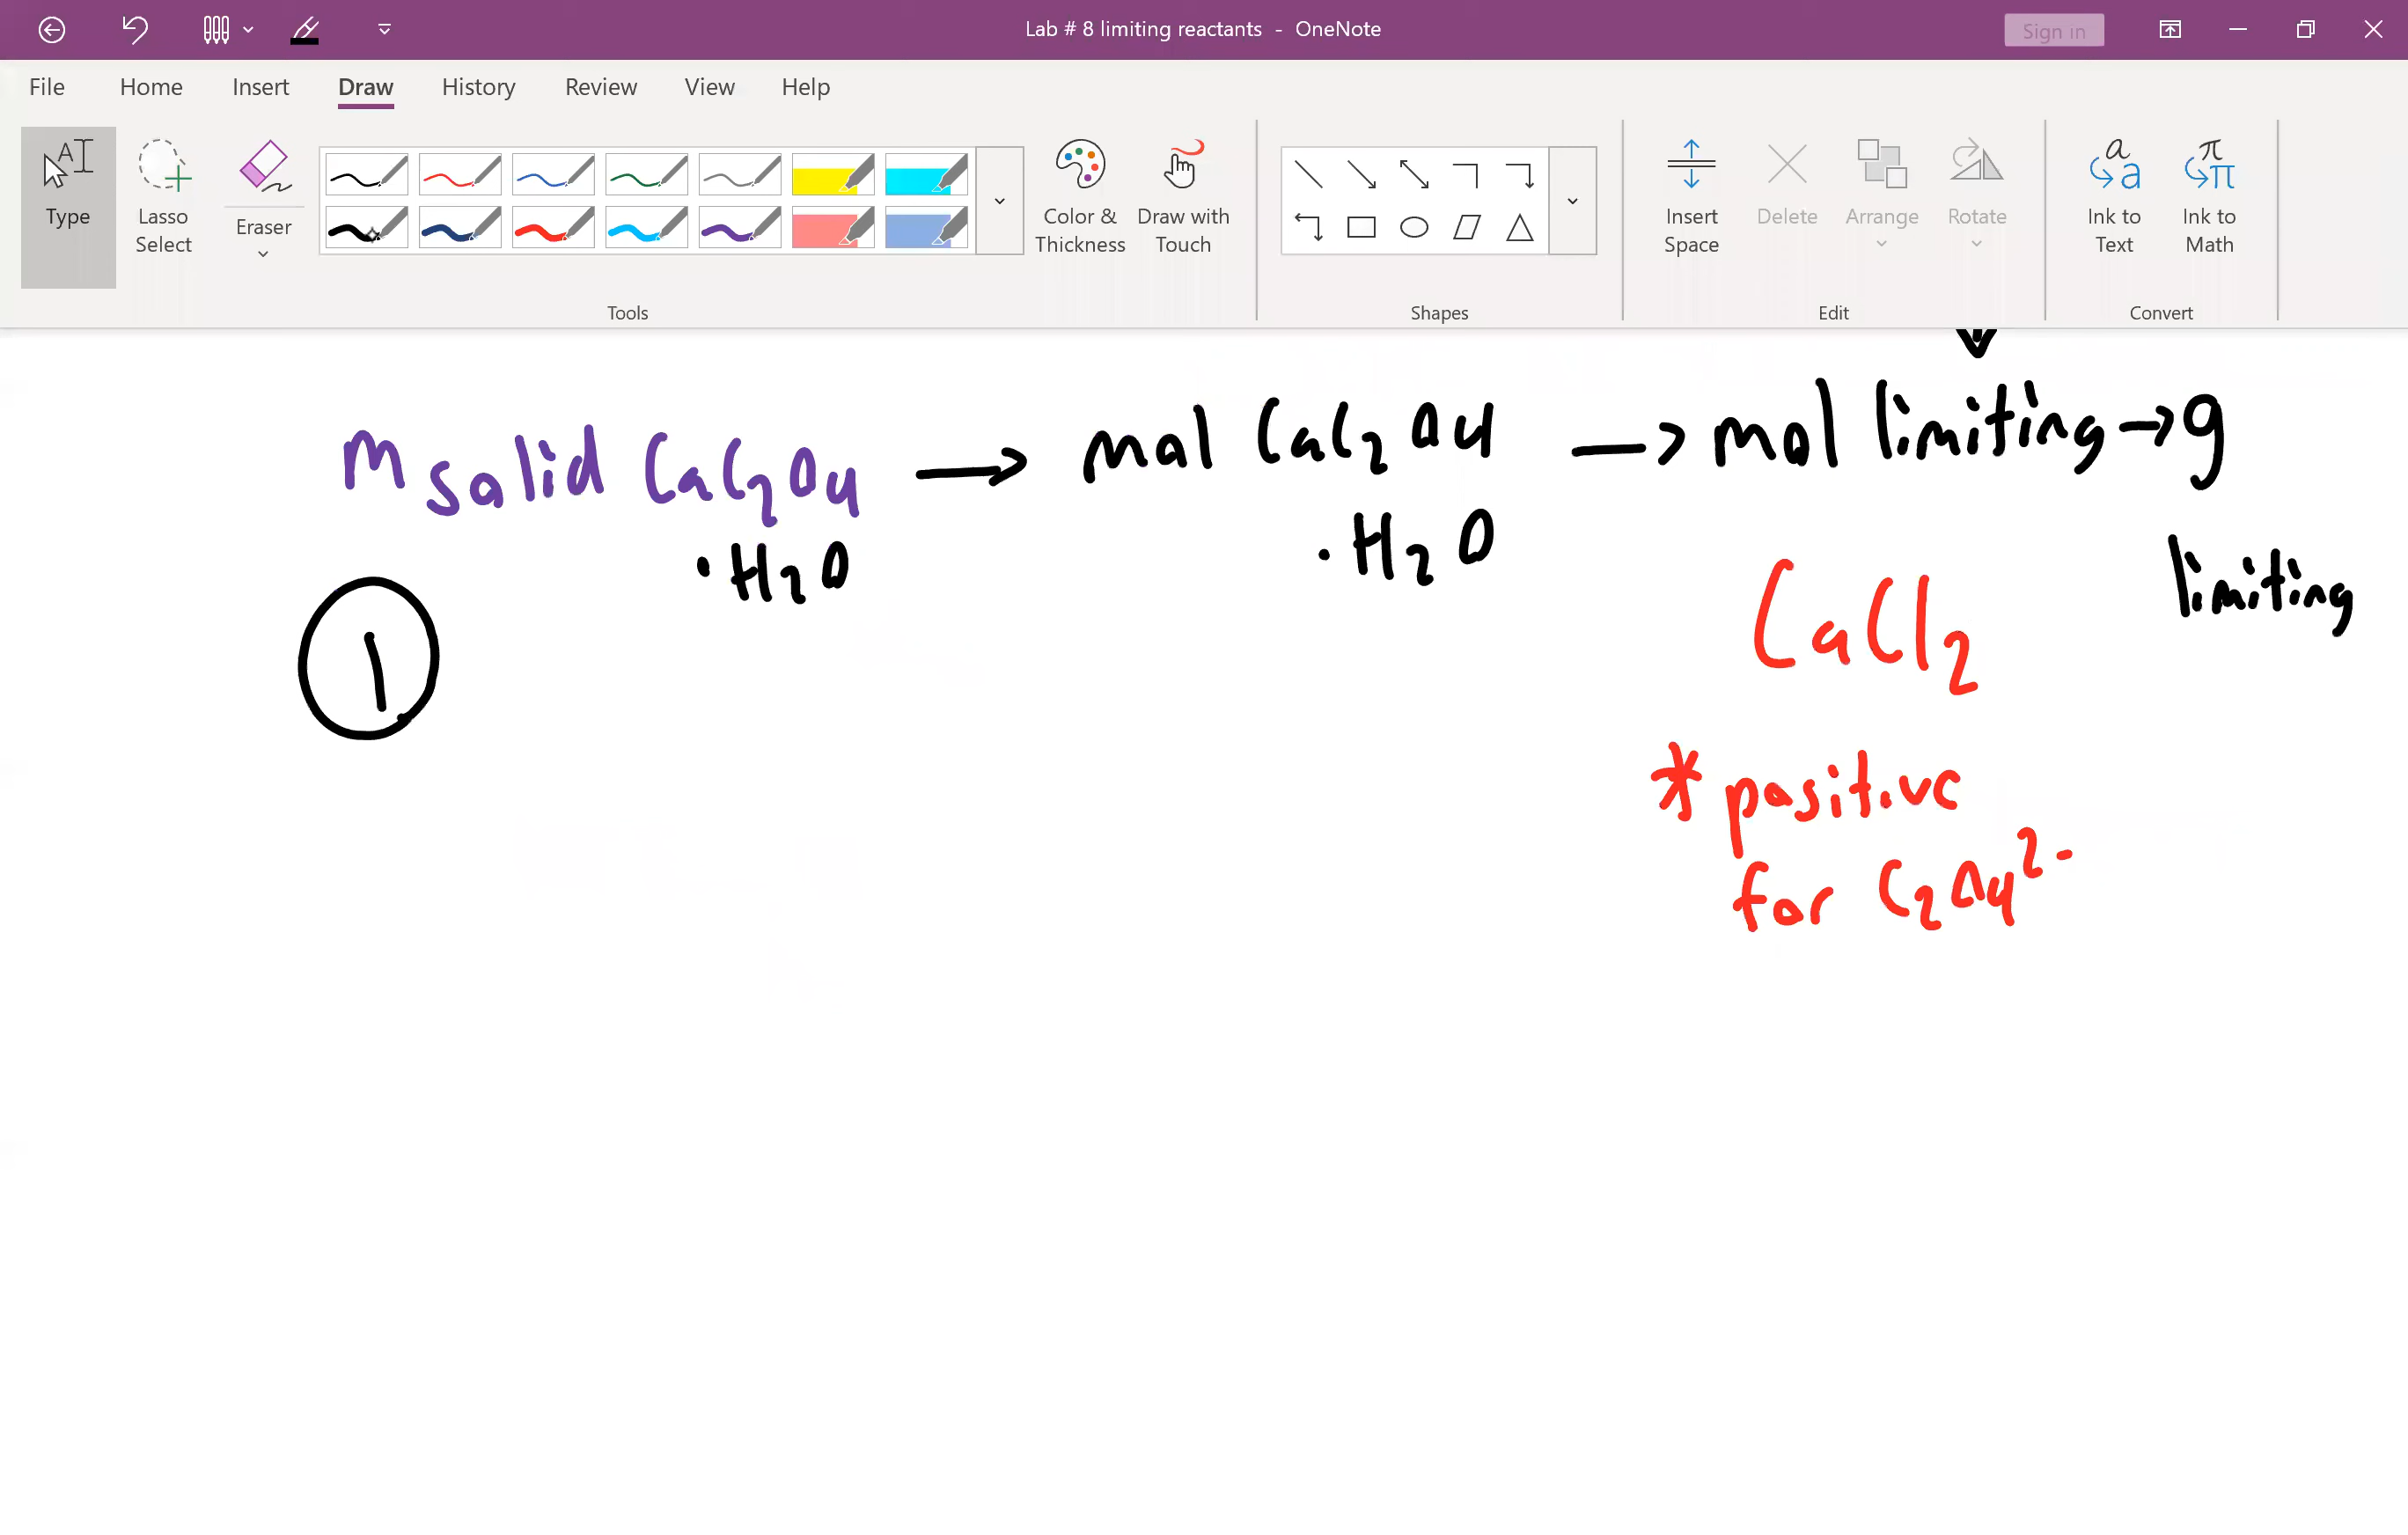 Lab # 8 limiting reactants - OneNote
Sign in
File Home Insert Draw History Review View Help
Type
Lasso Select
Eraser
Color & Thickness
Draw with Touch
Insert Space
Delete
Arrange
Rotate
Ink to Text
Ink to Math
Tools Shapes Edit Convert
m solid CaC₂O₄ → mol CaC₂O₄ → mol limiting → g
·H₂O ·H₂O limiting
CaCl₂
1
* positive
for C₂O₄²⁻